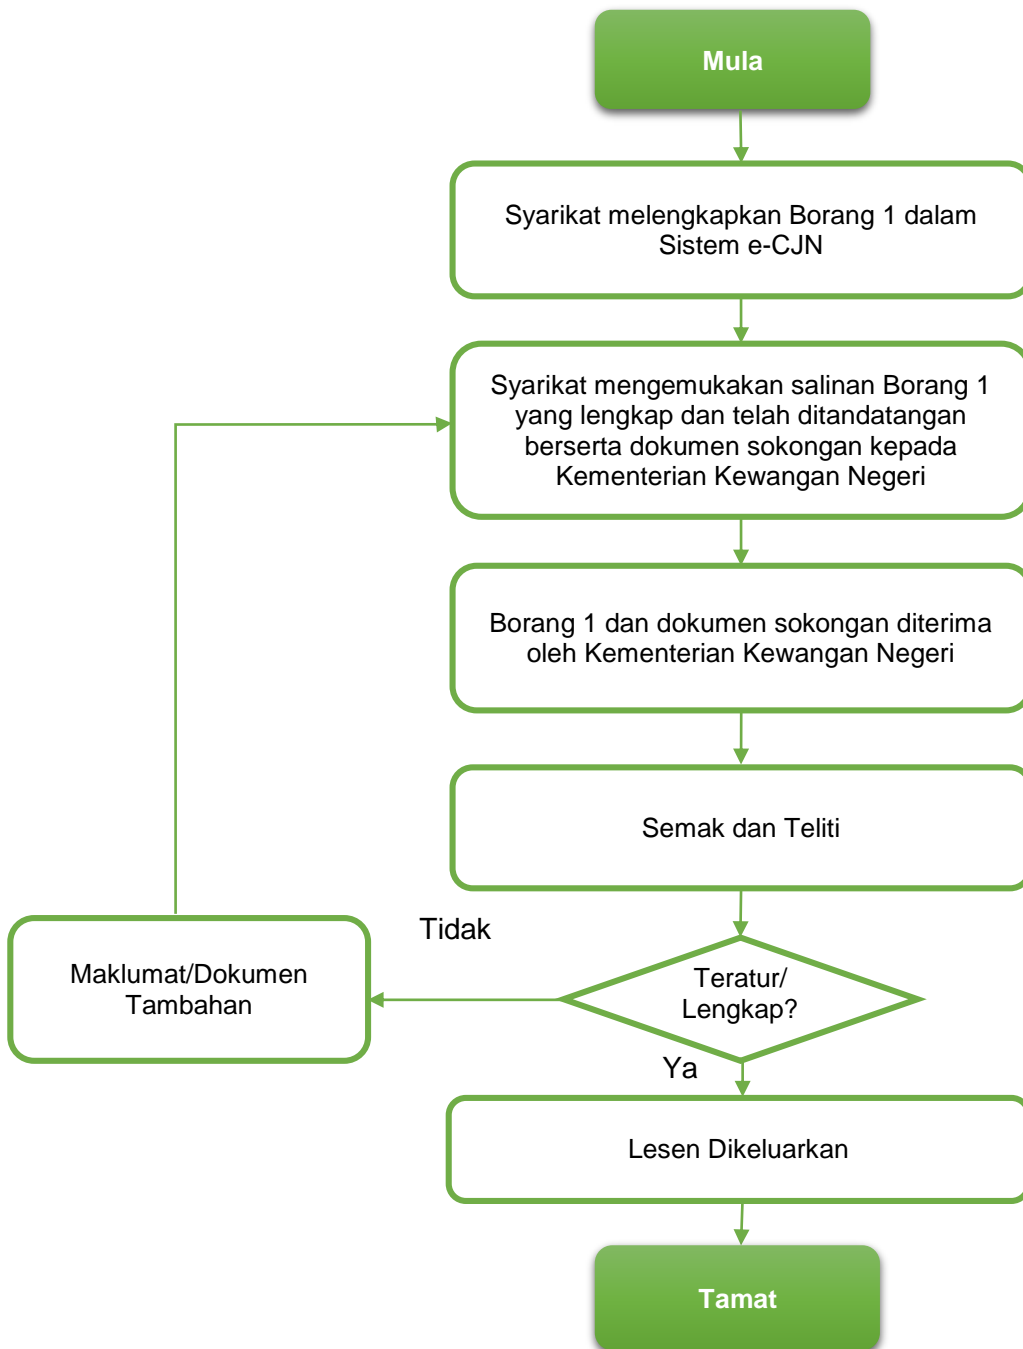 Mula
Syarikat melengkapkan Borang 1 dalam
Sistem e-CJN
Syarikat mengemukakan salinan Borang 1
yang lengkap dan telah ditandatangan
berserta dokumen sokongan kepada
Kementerian Kewangan Negeri
Borang 1 dan dokumen sokongan diterima
oleh Kementerian Kewangan Negeri
Semak dan Teliti
Tidak
Maklumat/Dokumen
Tambahan
Teratur/
Lengkap?
Ya
Lesen Dikeluarkan
Tamat